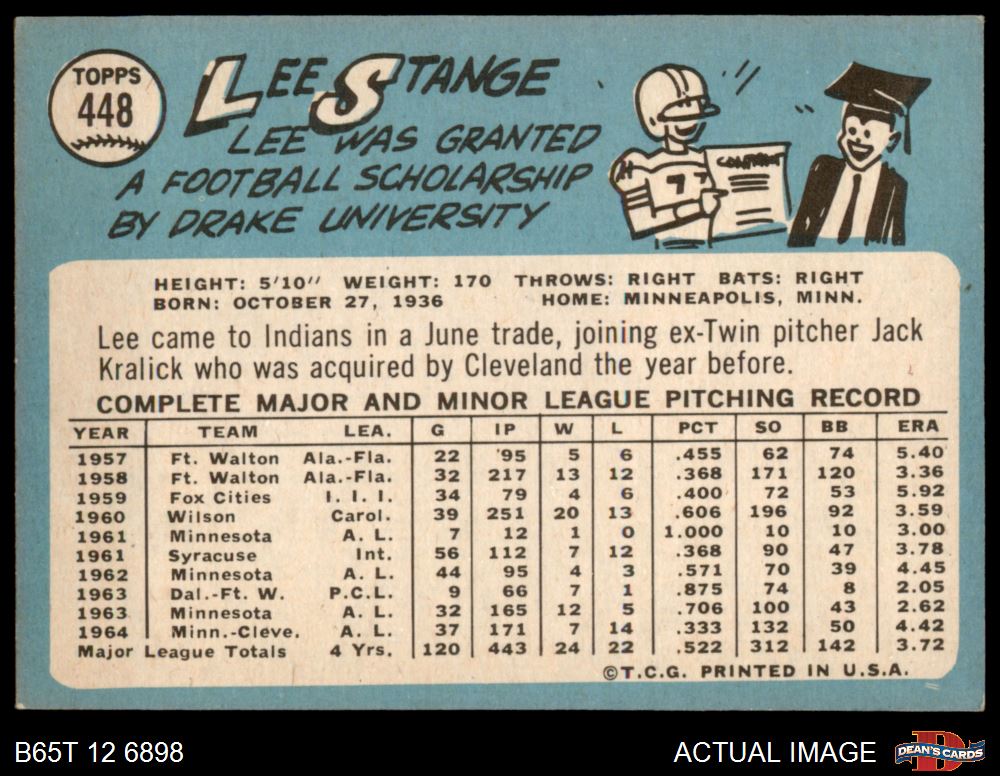 TOPPS
448
LEE STANGE
LEE WAS GRANTED
A FOOTBALL SCHOLARSHIP
BY DRAKE UNIVERSITY
CONTRACT
77
HEIGHT: 5'10" WEIGHT: 170 THROWS: RIGHT BATS: RIGHT
BORN: OCTOBER 27, 1936 HOME: MINNEAPOLIS, MINN.
Lee came to Indians in a June trade, joining ex-Twin pitcher Jack
Kralick who was acquired by Cleveland the year before.
COMPLETE MAJOR AND MINOR LEAGUE PITCHING RECORD
YEAR TEAM LEA. G IP W L PCT SO BB ERA
1957 Ft. Walton Ala.-Fla. 22 95 5 6 .455 62 74 5.40
1958 Ft. Walton Ala.-Fla. 32 217 13 12 .368 171 120 3.36
1959 Fox Cities I. I. I. 34 79 4 6 .400 72 53 5.92
1960 Wilson Carol. 39 251 20 13 .606 196 92 3.59
1961 Minnesota A. L. 7 12 1 0 1.000 10 10 3.00
1961 Syracuse Int. 56 112 7 12 .368 90 47 3.78
1962 Minnesota A. L. 44 95 4 3 .571 70 39 4.45
1963 Dal.-Ft. W. P.C.L. 9 66 7 1 .875 74 8 2.05
1963 Minnesota A. L. 32 165 12 5 .706 100 43 2.62
1964 Minn.-Cleve. A. L. 37 171 7 14 .333 132 50 4.42
Major League Totals 4 Yrs. 120 443 24 22 .522 312 142 3.72
©T.C.G. PRINTED IN U.S.A.
B65T 12 6898
ACTUAL IMAGE
DEAN'S CARDS